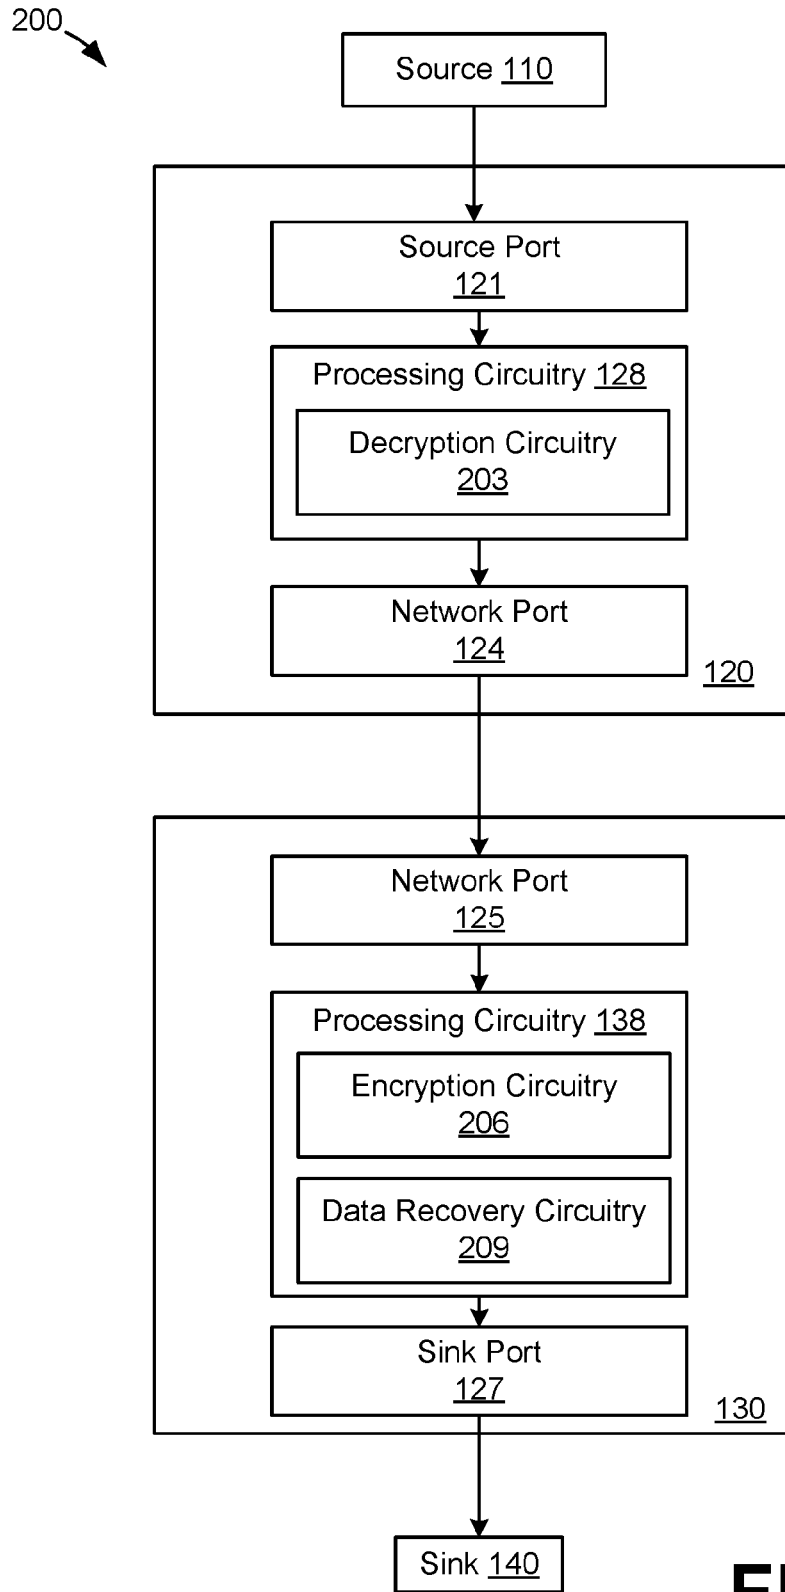 200
Source 110
Source Port
121
Processing Circuitry 128
Decryption Circuitry
203
Network Port
124
120
Network Port
125
Processing Circuitry 138
Encryption Circuitry
206
Data Recovery Circuitry
209
Sink Port
127
130
Sink 140